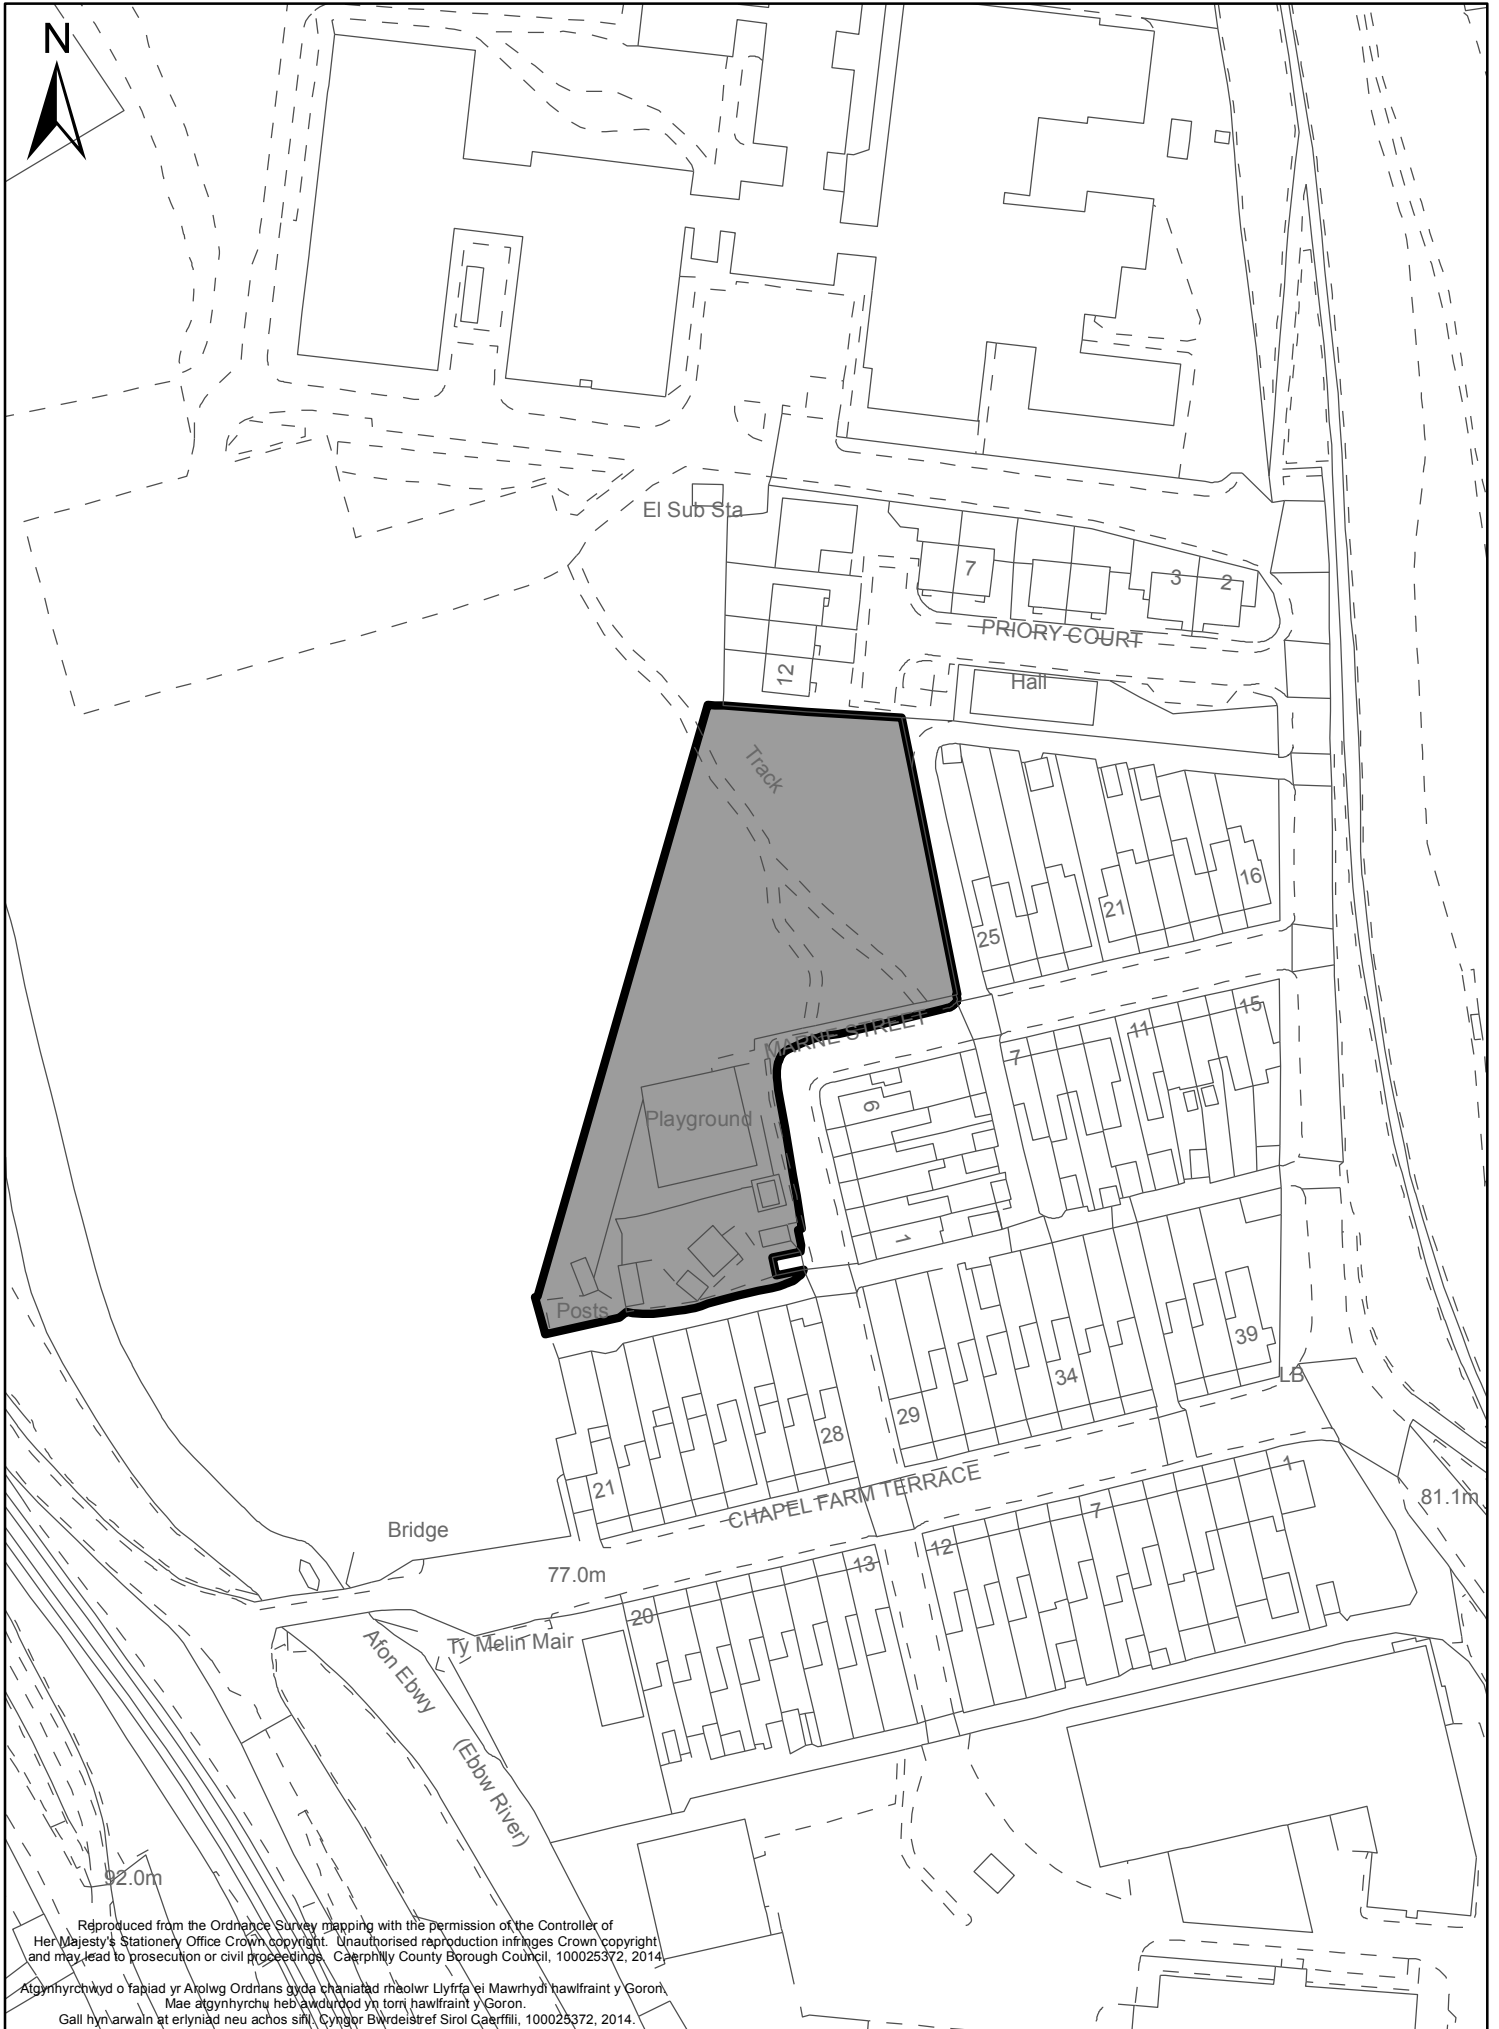 N
El Sub Sta
7
3
2
PRIORY COURT
12
Hall
Track
16
21
25
15
MARNE STREET
11
7
6
Playground
1
Posts
39
LB
34
29
28
21
CHAPEL FARM TERRACE
1
81.1m
7
Bridge
12
13
77.0m
20
Ty Melin Mair
Afon Ebwy
(Ebbw River)
92.0m
Reproduced from the Ordnance Survey mapping with the permission of the Controller of
Her Majesty's Stationery Office Crown copyright. Unauthorised reproduction infringes Crown copyright
and may lead to prosecution or civil proceedings. Caerphilly County Borough Council, 100025372, 2014.
Atgynhyrchwyd o fapiad yr Arolwg Ordnans gyda chaniatad rheolwr Llyfrfa ei Mawrhydi hawlfraint y Goron.
Mae atgynhyrchu heb awdurdod yn torri hawlfraint y Goron.
Gall hyn arwain at erlyniad neu achos sifil. Cyngor Bwrdeistref Sirol Caerffili, 100025372, 2014.